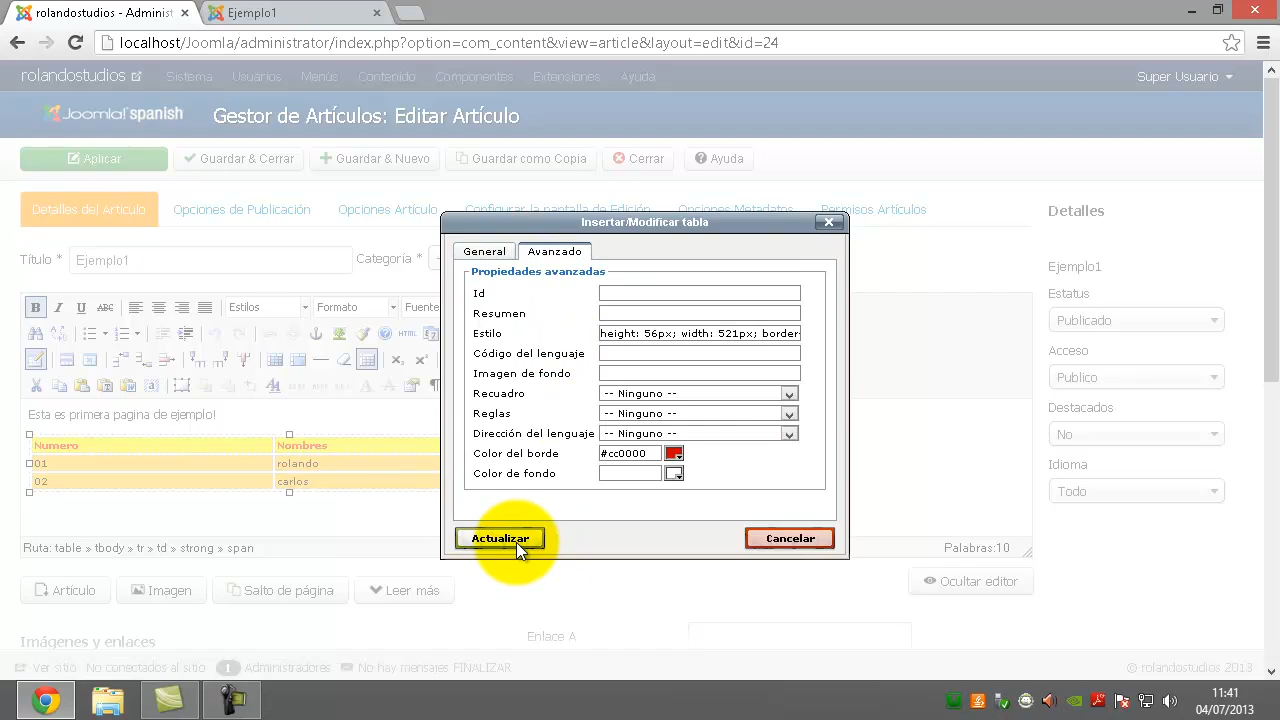 rolandostudios - Administ
Ejemplo1
localhost/Joomla/administrator/index.php?option=com_content&view=article&layout=edit&id=24
rolandostudios Sistema Usuarios Menús Contenido Componentes Extensiones Ayuda Super Usuario
Joomla!spanish Gestor de Artículos: Editar Artículo
Aplicar Guardar & Cerrar Guardar & Nuevo Guardar como Copia Cerrar Ayuda
Detalles del Artículo Opciones de Publicación Opciones Artículo Configurar la pantalla de Edición Opciones Metadatos Permisos Artículos
Detalles
Insertar/Modificar tabla
General Avanzado
Propiedades avanzadas
Id
Resumen
Estilo height: 56px; width: 521px; border:
Código del lenguaje
Imagen de fondo
Recuadro -- Ninguno --
Reglas -- Ninguno --
Dirección del lenguaje -- Ninguno --
Color del borde #cc0000
Color de fondo
Actualizar Cancelar
Título * Ejemplo1 Categoría *
B I U ABC Estilos Formato Fuente
HTML
Esta es primera pagina de ejemplo!
Numero Nombres
01 rolando
02 carlos
Ruta: table » tbody » tr » td » strong » span
Palabras:10
Artículo Imagen Salto de página Leer más
Ocultar editor
Imágenes y enlaces
Enlace A
Ejemplo1
Estatus
Publicado
Acceso
Publico
Destacados
No
Idioma
Todo
Ver sitio No conectados al sitio 1 Administradores No hay mensajes FINALIZAR © rolandostudios 2013
11:41
04/07/2013